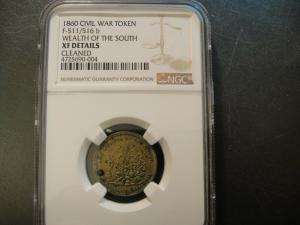 1860 CIVIL WAR TOKEN
F-511/516 b
WEALTH OF THE SOUTH
XF DETAILS
CLEANED
4725690-004
NUMISMATIC GUARANTY CORPORATION
NGC